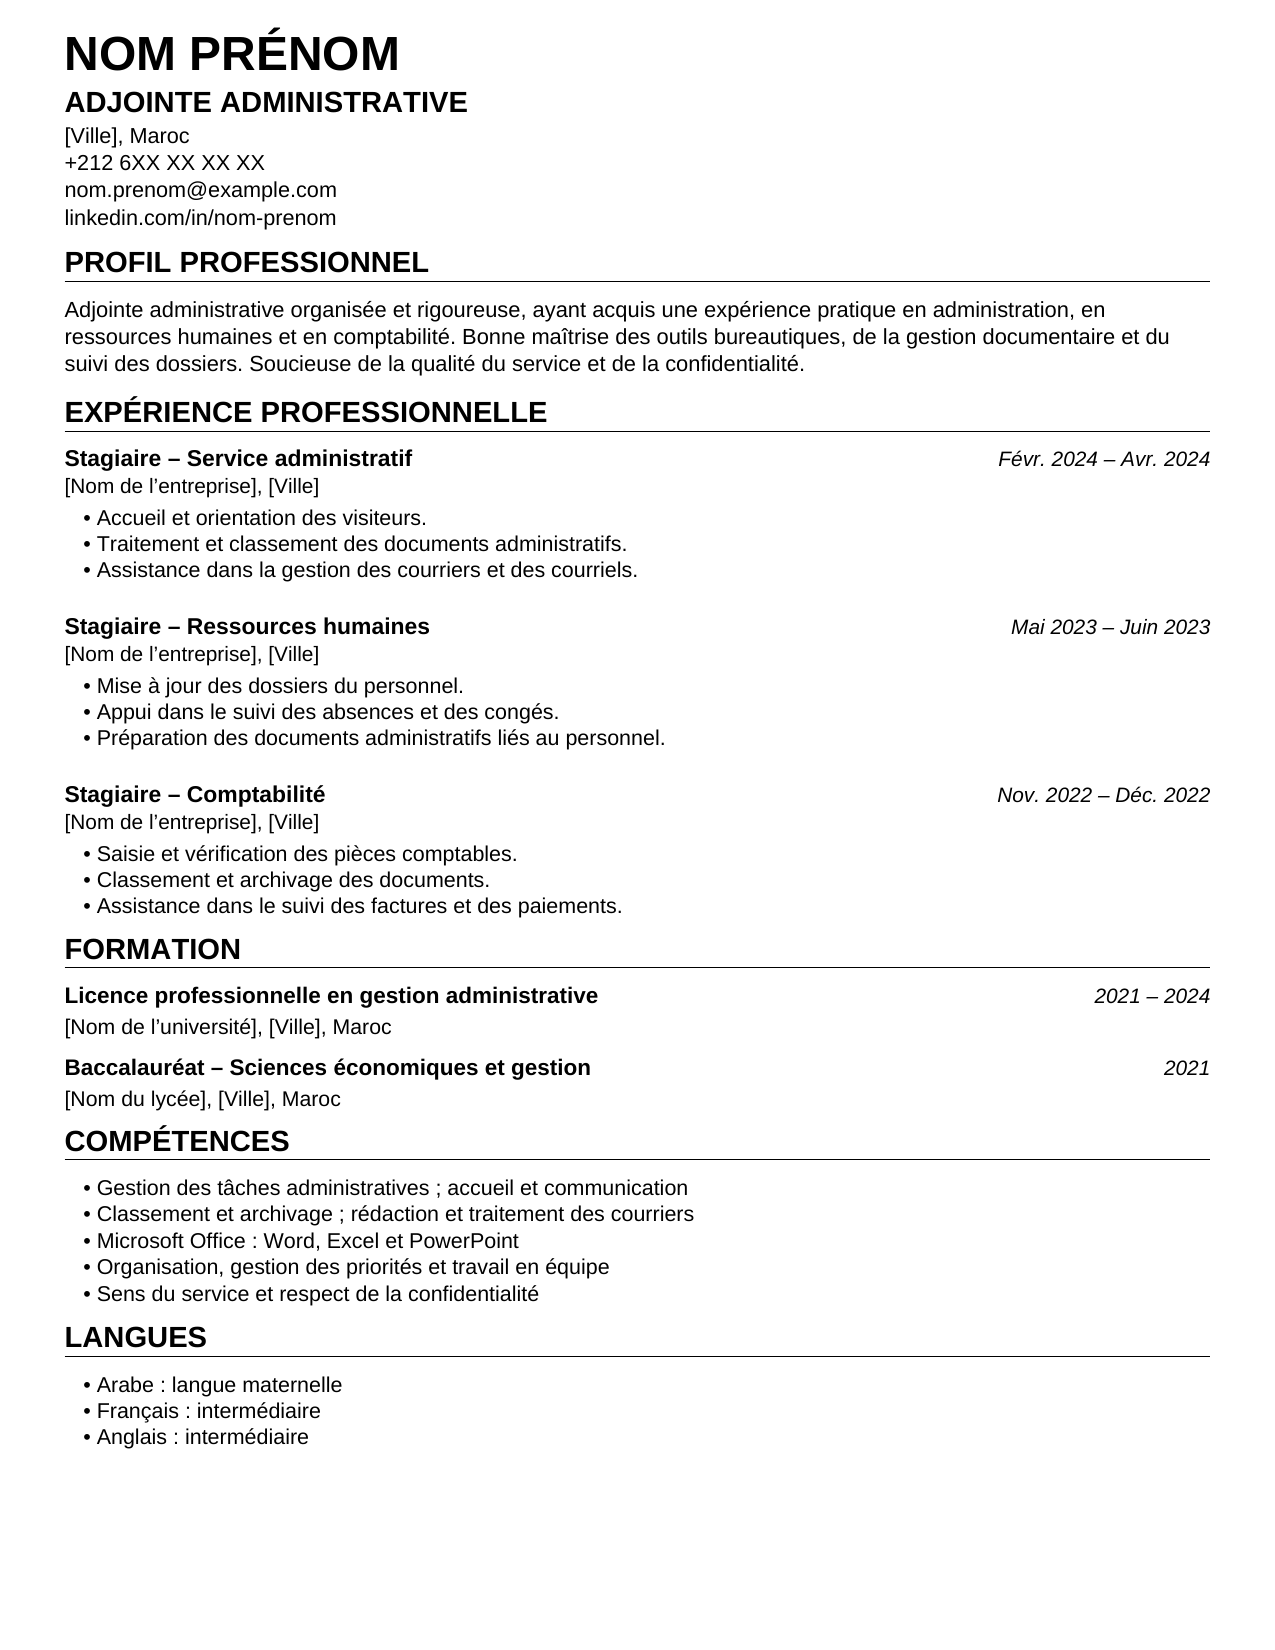 NOM PRÉNOM
ADJOINTE ADMINISTRATIVE
[Ville], Maroc
+212 6XX XX XX XX
nom.prenom@example.com
linkedin.com/in/nom-prenom
PROFIL PROFESSIONNEL
Adjointe administrative organisée et rigoureuse, ayant acquis une expérience pratique en administration, en
ressources humaines et en comptabilité. Bonne maîtrise des outils bureautiques, de la gestion documentaire et du
suivi des dossiers. Soucieuse de la qualité du service et de la confidentialité.
EXPÉRIENCE PROFESSIONNELLE
Stagiaire – Service administratif Févr. 2024 – Avr. 2024
[Nom de l’entreprise], [Ville]
• Accueil et orientation des visiteurs.
• Traitement et classement des documents administratifs.
• Assistance dans la gestion des courriers et des courriels.
Stagiaire – Ressources humaines Mai 2023 – Juin 2023
[Nom de l’entreprise], [Ville]
• Mise à jour des dossiers du personnel.
• Appui dans le suivi des absences et des congés.
• Préparation des documents administratifs liés au personnel.
Stagiaire – Comptabilité Nov. 2022 – Déc. 2022
[Nom de l’entreprise], [Ville]
• Saisie et vérification des pièces comptables.
• Classement et archivage des documents.
• Assistance dans le suivi des factures et des paiements.
FORMATION
Licence professionnelle en gestion administrative 2021 – 2024
[Nom de l’université], [Ville], Maroc
Baccalauréat – Sciences économiques et gestion 2021
[Nom du lycée], [Ville], Maroc
COMPÉTENCES
• Gestion des tâches administratives ; accueil et communication
• Classement et archivage ; rédaction et traitement des courriers
• Microsoft Office : Word, Excel et PowerPoint
• Organisation, gestion des priorités et travail en équipe
• Sens du service et respect de la confidentialité
LANGUES
• Arabe : langue maternelle
• Français : intermédiaire
• Anglais : intermédiaire